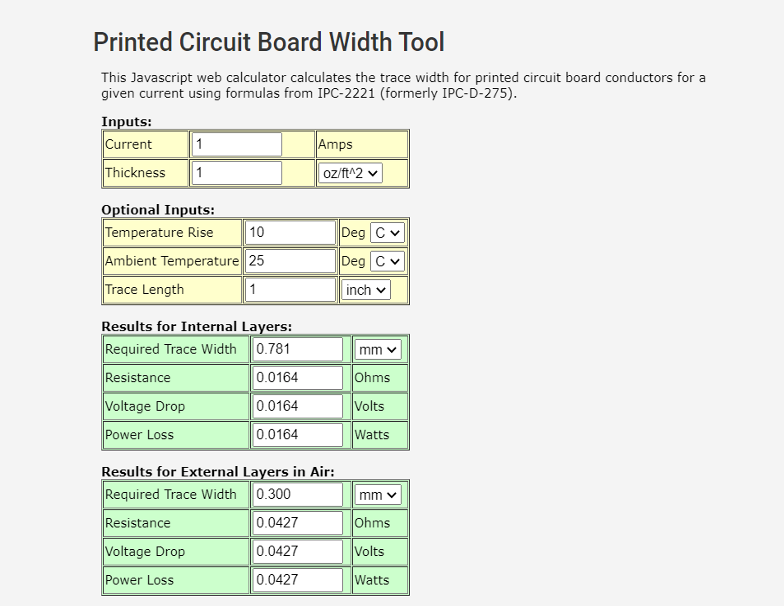 Printed Circuit Board Width Tool
This Javascript web calculator calculates the trace width for printed circuit board conductors for a
given current using formulas from IPC-2221 (formerly IPC-D-275).
Inputs:
Current 1 Amps
Thickness 1 oz/ft^2
Optional Inputs:
Temperature Rise 10 Deg C
Ambient Temperature 25 Deg C
Trace Length 1 inch
Results for Internal Layers:
Required Trace Width 0.781 mm
Resistance 0.0164 Ohms
Voltage Drop 0.0164 Volts
Power Loss 0.0164 Watts
Results for External Layers in Air:
Required Trace Width 0.300 mm
Resistance 0.0427 Ohms
Voltage Drop 0.0427 Volts
Power Loss 0.0427 Watts